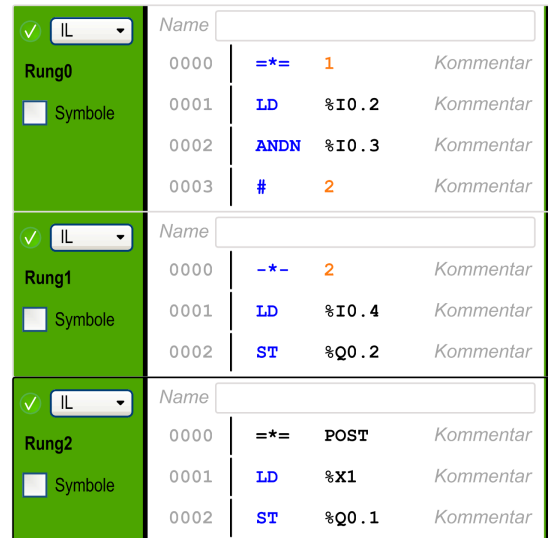 IL Name
Rung0
0000 =*= 1 Kommentar
Symbole
0001 LD %I0.2 Kommentar
0002 ANDN %I0.3 Kommentar
0003 # 2 Kommentar
IL Name
Rung1
0000 -*- 2 Kommentar
Symbole
0001 LD %I0.4 Kommentar
0002 ST %Q0.2 Kommentar
IL Name
Rung2
0000 =*= POST Kommentar
Symbole
0001 LD %X1 Kommentar
0002 ST %Q0.1 Kommentar